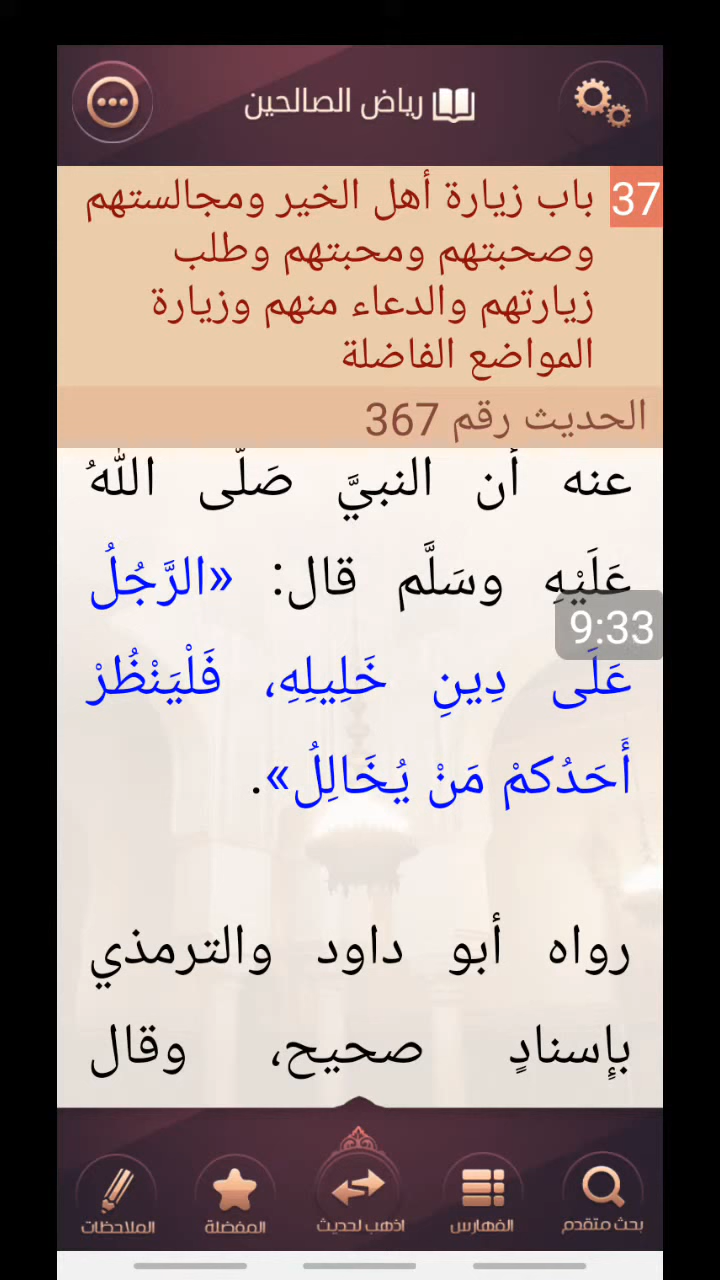 رياض الصالحين
37 باب زيارة أهل الخير ومجالستهم
وصحبتهم ومحبتهم وطلب
زيارتهم والدعاء منهم وزيارة
المواضع الفاضلة
الحديث رقم 367
عنه أن النبيَّ صَلَّى اللهُ
عَلَيْهِ وسَلَّم قال: «الرَّجُلُ
9:33
عَلَى دِينِ خَلِيلِهِ، فَلْيَنْظُرْ
أَحَدُكمْ مَنْ يُخَالِلُ».
رواه أبو داود والترمذي
بإسنادٍ صحيح، وقال
بحث متقدم الفهارس اذهب لحديث المفضلة الملاحظات